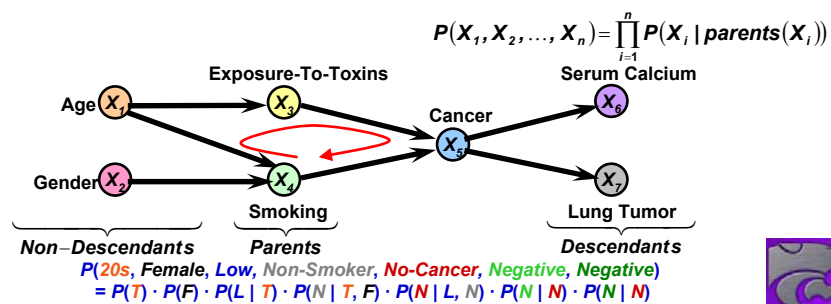 P(X₁, X₂, …, Xₙ) = ∏ᵢ₌₁ⁿ P(Xᵢ | parents(Xᵢ))
Exposure-To-Toxins
Serum Calcium
Age X₁
X₃
Cancer
X₆
X₅
Gender X₂
X₄
X₇
Smoking
Lung Tumor
Non–Descendants
Parents
Descendants
P(20s, Female, Low, Non-Smoker, No-Cancer, Negative, Negative)
= P(T) · P(F) · P(L | T) · P(N | T, F) · P(N | L, N) · P(N | N) · P(N | N)